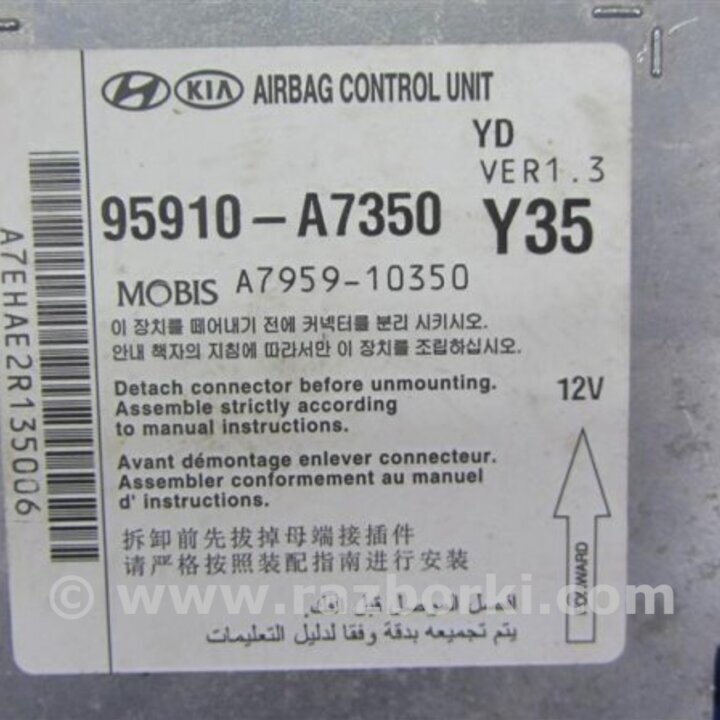 KIA AIRBAG CONTROL UNIT
YD
VER1.3
95910-A7350
Y35
MOBIS A7959-10350
이 장치를 떼어내기 전에 커넥터를 분리 시키시오.
안내 책자의 지침에 따라서만 이 장치를 조립하십시오.
Detach connector before unmounting.
Assemble strictly according
to manual instructions.
12V
Avant démontage enlever connecteur.
Assembler conformement au manuel
d' instructions.
拆卸前先拔掉母端接插件
请严格按照装配指南进行安装
افصل الموصل قبل الفك.
يتم تجميعه بدقة وفقا لدليل التعليمات
A7EHAE2R135006
© www.razborki.com